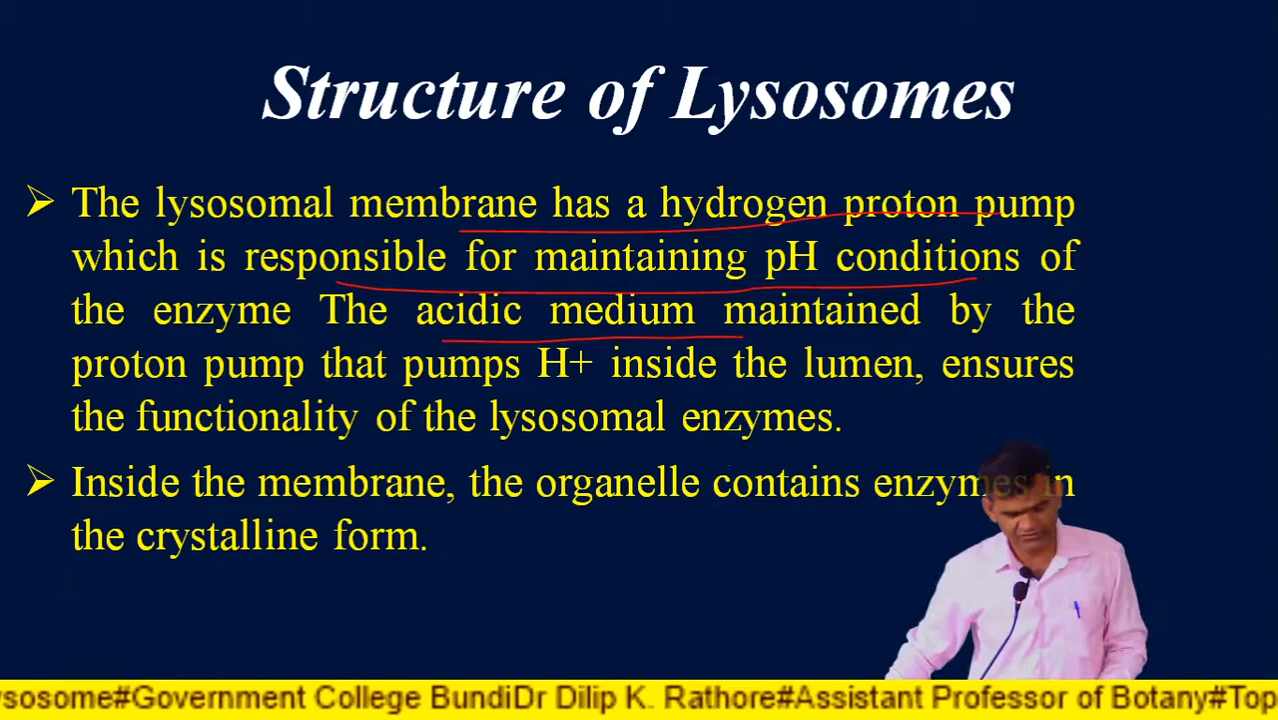 Structure of Lysosomes
➢ The lysosomal membrane has a hydrogen proton pump
which is responsible for maintaining pH conditions of
the enzyme The acidic medium maintained by the
proton pump that pumps H+ inside the lumen, ensures
the functionality of the lysosomal enzymes.
➢ Inside the membrane, the organelle contains enzymes in
the crystalline form.
ysosome#Government College BundiDr Dilip K. Rathore#Assistant Professor of Botany#Top